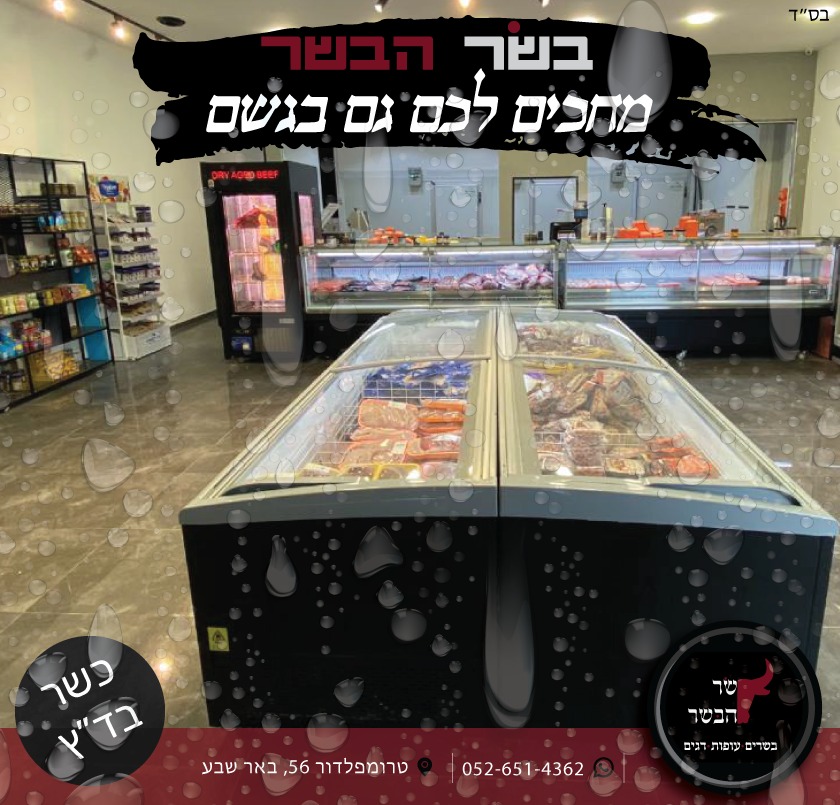 בס״ד
בשר הבשר
מחכים לכם גם בגשם
DRY AGED BEEF
כשר
בד״ץ
שר
הבשר
בשרים עופות דגים
טרומפלדור 56, באר שבע
052-651-4362